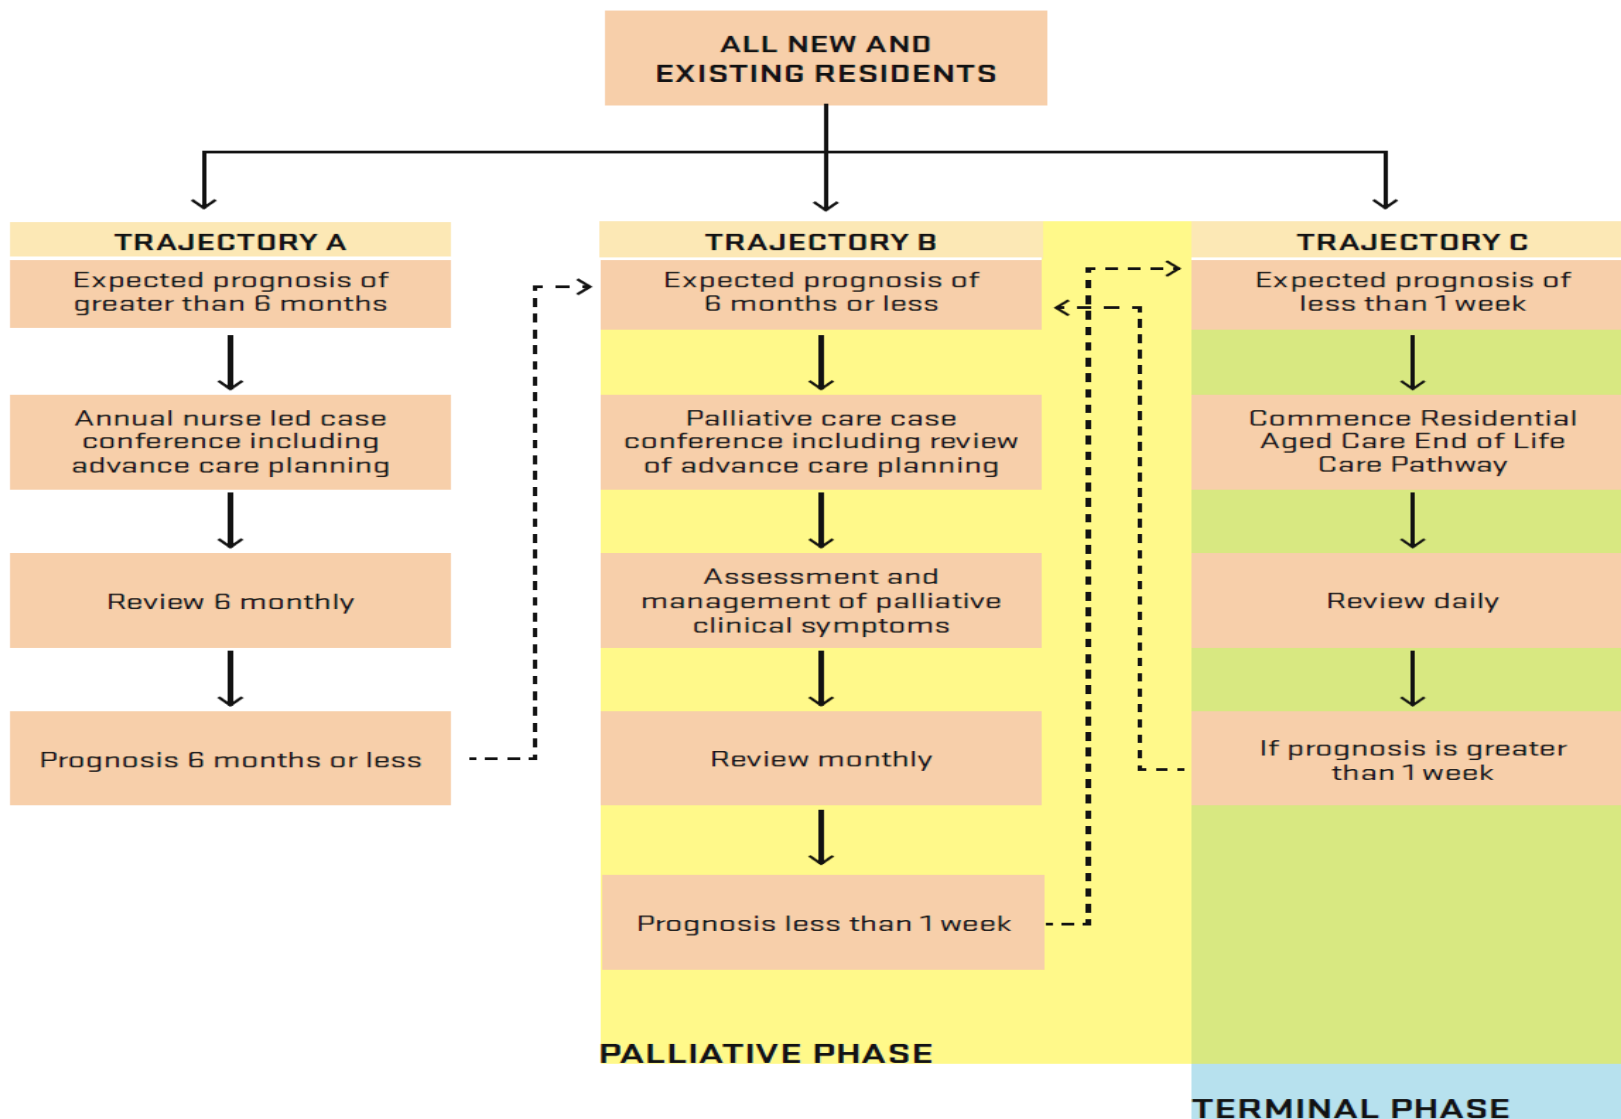 ALL NEW AND
EXISTING RESIDENTS
TRAJECTORY A
Expected prognosis of
greater than 6 months
Annual nurse led case
conference including
advance care planning
Review 6 monthly
Prognosis 6 months or less
TRAJECTORY B
Expected prognosis of
6 months or less
Palliative care case
conference including review
of advance care planning
Assessment and
management of palliative
clinical symptoms
Review monthly
Prognosis less than 1 week
PALLIATIVE PHASE
TRAJECTORY C
Expected prognosis of
less than 1 week
Commence Residential
Aged Care End of Life
Care Pathway
Review daily
If prognosis is greater
than 1 week
TERMINAL PHASE